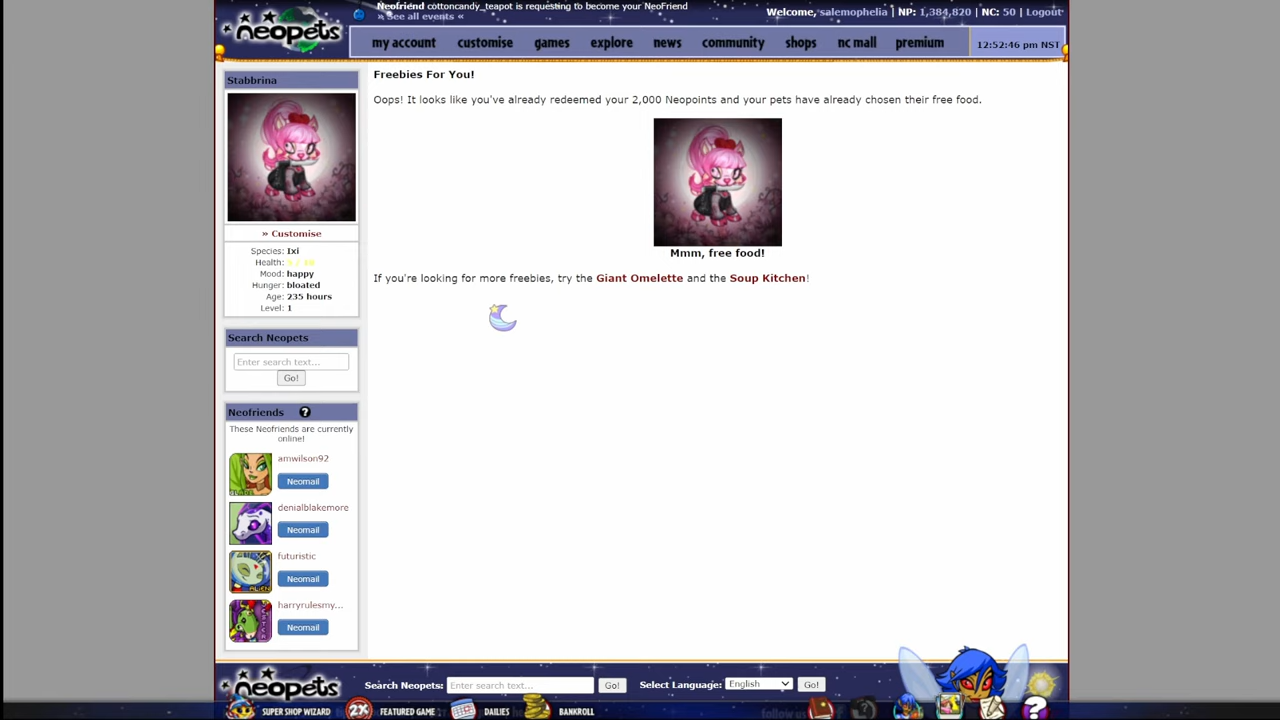 Neofriend cottoncandy_teapot is requesting to become your NeoFriend
» See all events «
Welcome, salemophelia | NP: 1,384,820 | NC: 50 | Logout
neopets
my account customise games explore news community shops nc mall premium
12:52:46 pm NST
Stabbrina
» Customise
Species: Ixi
Health: 5 / 46
Mood: happy
Hunger: bloated
Age: 235 hours
Level: 1
Search Neopets
Enter search text...
Go!
Neofriends ?
These Neofriends are currently
online!
amwilson92
Neomail
denialblakemore
Neomail
futuristic
ALIEN
Neomail
harryrulesmy...
Neomail
Freebies For You!
Oops! It looks like you've already redeemed your 2,000 Neopoints and your pets have already chosen their free food.
Mmm, free food!
If you're looking for more freebies, try the Giant Omelette and the Soup Kitchen!
neopets
Search Neopets: Enter search text... Go! Select Language: English Go!
SUPER SHOP WIZARD FEATURED GAME DAILIES BANKROLL